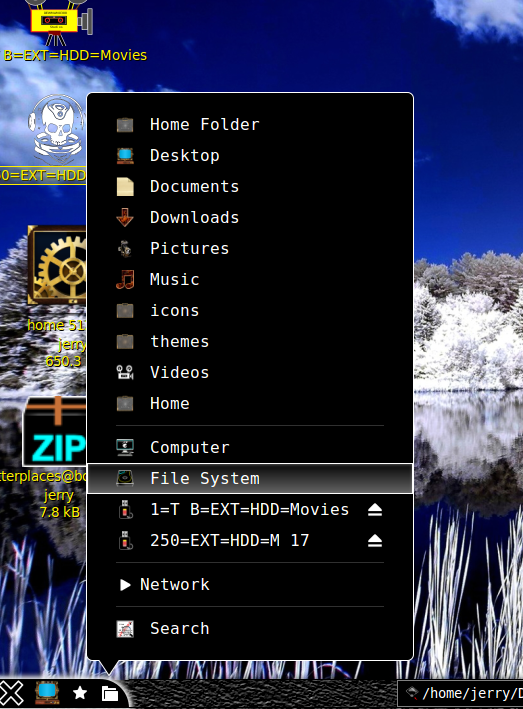 B=EXT=HDD=Movies
0=EXT=HDD
home 51
jerry
650.3
ZIP
terplaces@bo
jerry
7.8 kB
Home Folder
Desktop
Documents
Downloads
Pictures
Music
icons
themes
Videos
Home
Computer
File System
1=T B=EXT=HDD=Movies
250=EXT=HDD=M 17
Network
Search
/home/jerry/D